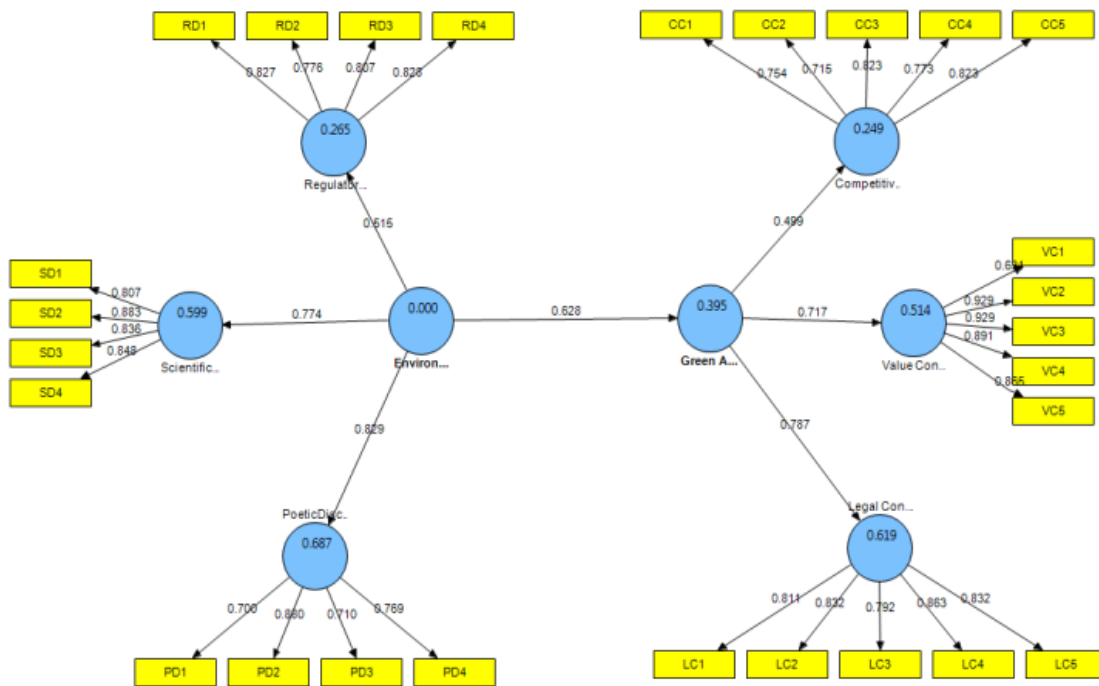 RD1 RD2 RD3 RD4
CC1 CC2 CC3 CC4 CC5
0.827 0.776 0.807 0.828
0.754 0.715 0.823 0.773 0.823
0.265
Regulator...
0.249
Competitiv..
0.515
0.499
SD1
SD2
SD3
SD4
0.807
0.883
0.836
0.848
0.599
Scientific...
0.774
0.000
Environ...
0.628
0.395
Green A...
0.717
0.514
Value Con...
0.929
0.929
0.891
VC1
VC2
VC3
VC4
VC5
0.829
0.787
PoeticDisc..
0.687
Legal Con...
0.619
0.700 0.880 0.710 0.769
0.811 0.832 0.792 0.863 0.832
PD1 PD2 PD3 PD4
LC1 LC2 LC3 LC4 LC5